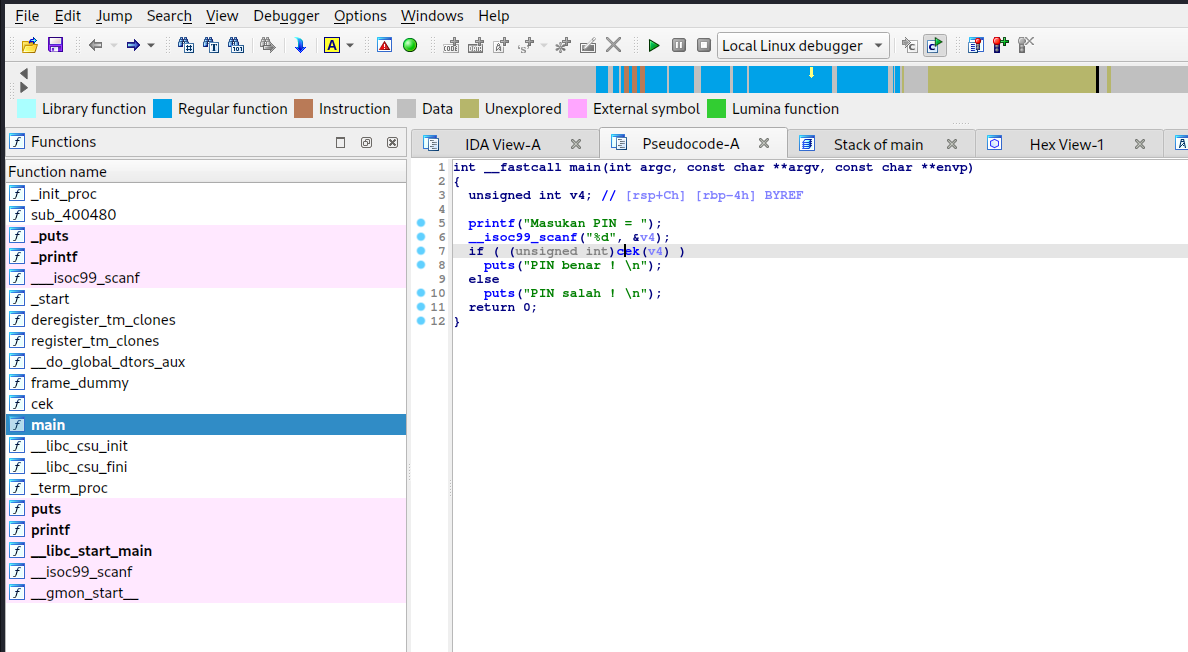 File Edit Jump Search View Debugger Options Windows Help
Local Linux debugger
Library function Regular function Instruction Data Unexplored External symbol Lumina function
Functions
IDA View-A Pseudocode-A Stack of main Hex View-1
Function name
_init_proc
sub_400480
_puts
_printf
___isoc99_scanf
_start
deregister_tm_clones
register_tm_clones
__do_global_dtors_aux
frame_dummy
cek
main
__libc_csu_init
__libc_csu_fini
_term_proc
puts
printf
__libc_start_main
__isoc99_scanf
__gmon_start__
1 int __fastcall main(int argc, const char **argv, const char **envp)
2 {
3 unsigned int v4; // [rsp+Ch] [rbp-4h] BYREF
4
5 printf("Masukan PIN = ");
6 __isoc99_scanf("%d", &v4);
7 if ( (unsigned int)cek(v4) )
8 puts("PIN benar ! \n");
9 else
10 puts("PIN salah ! \n");
11 return 0;
12 }